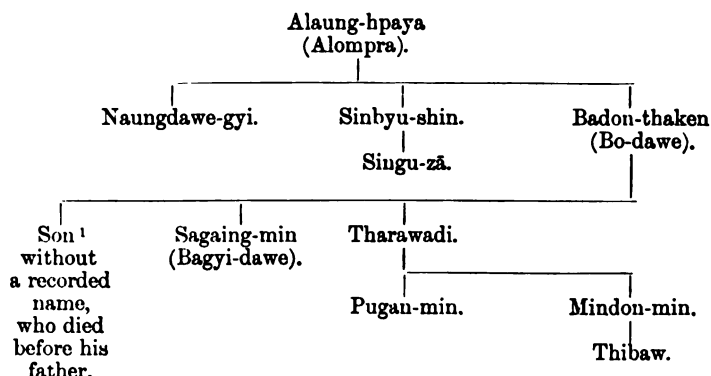 Alaung-hpaya
(Alompra).
Naungdawe-gyi.
Sinbyu-shin.
Badon-thaken
(Bo-dawe).
Singu-zā.
Son ¹
without
a recorded
name,
who died
before his
father.
Sagaing-min
(Bagyi-dawe).
Tharawadi.
Pugan-min.
Mindon-min.
Thibaw.